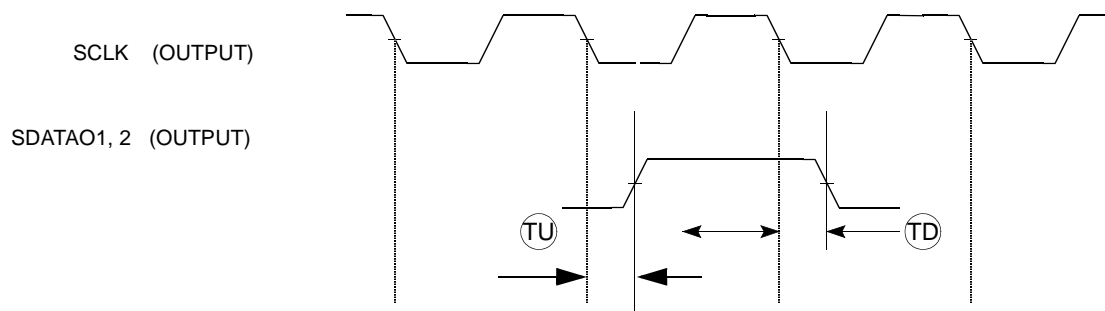 SCLK (OUTPUT)
SDATAO1, 2 (OUTPUT)
TU
TD